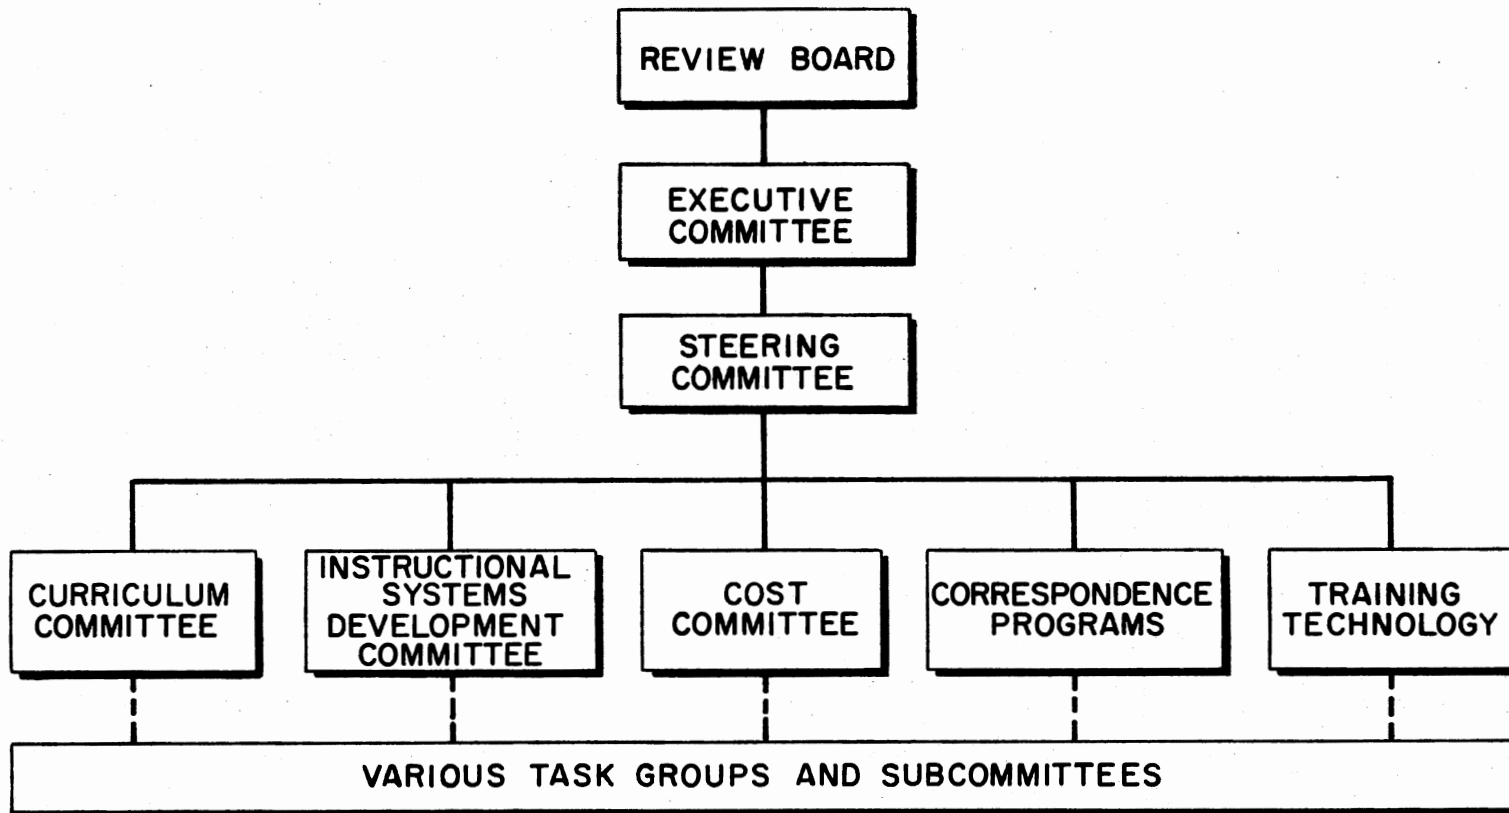 REVIEW BOARD
EXECUTIVE
COMMITTEE
STEERING
COMMITTEE
CURRICULUM
COMMITTEE
INSTRUCTIONAL
SYSTEMS
DEVELOPMENT
COMMITTEE
COST
COMMITTEE
CORRESPONDENCE
PROGRAMS
TRAINING
TECHNOLOGY
VARIOUS TASK GROUPS AND SUBCOMMITTEES